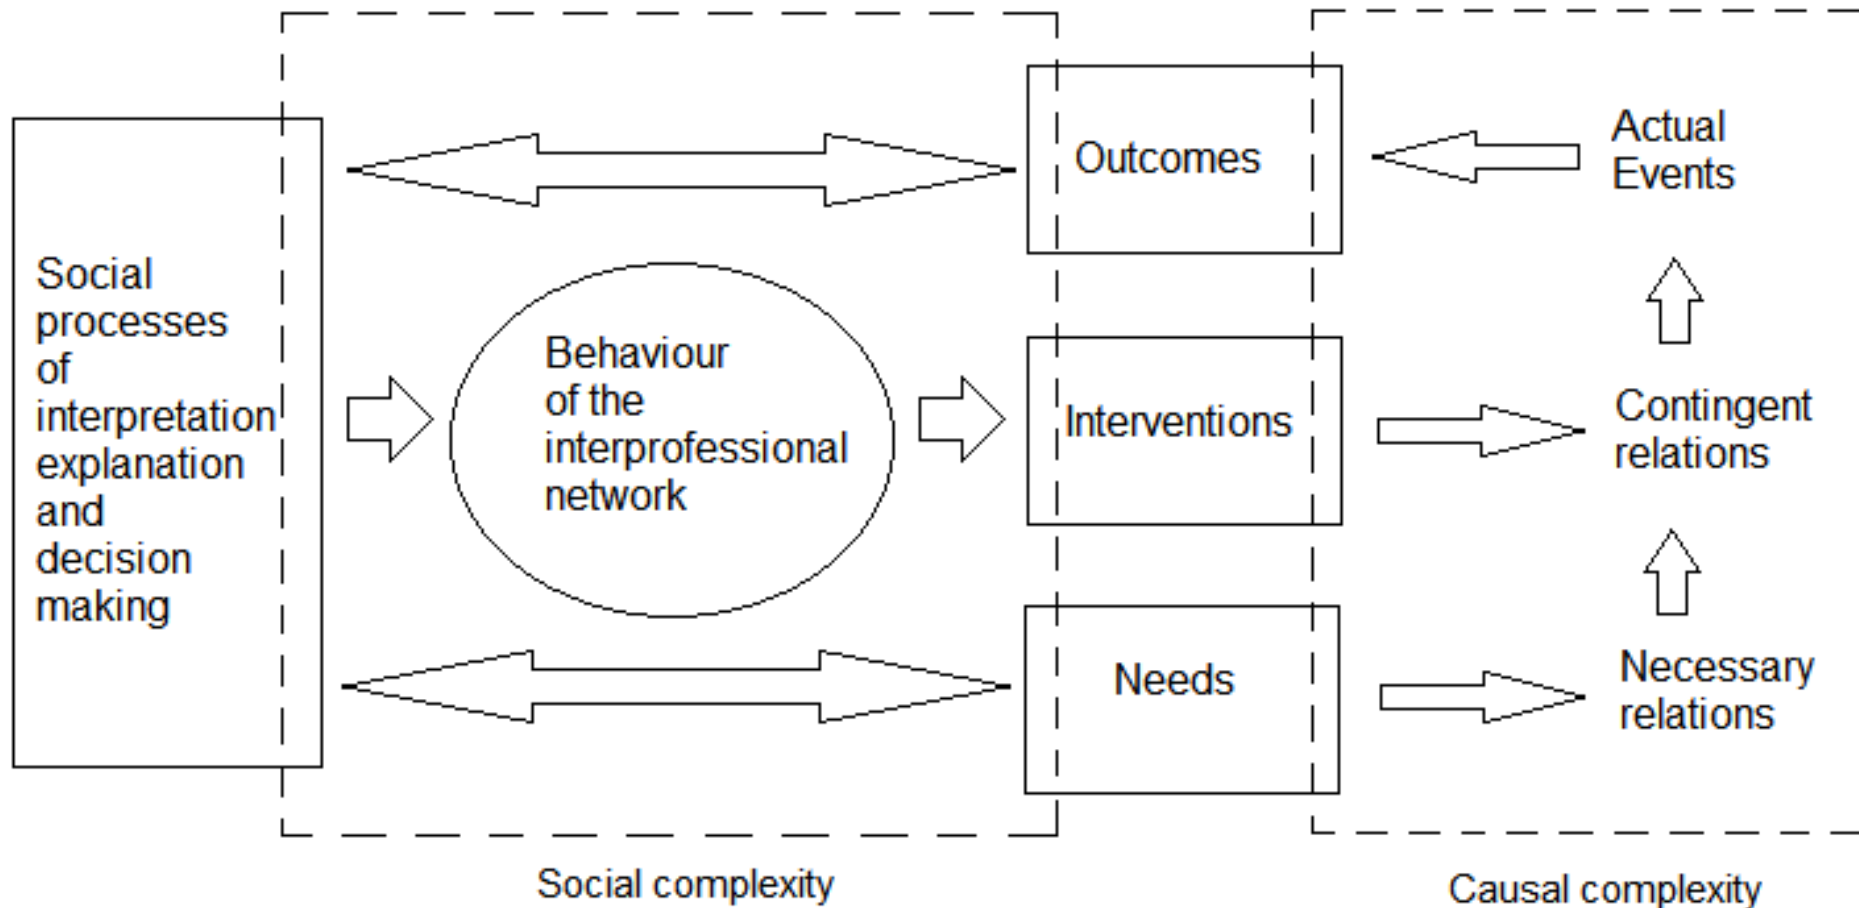 Social
processes
of
interpretation
explanation
and
decision
making
Behaviour
of the
interprofessional
network
Outcomes
Interventions
Needs
Actual
Events
Contingent
relations
Necessary
relations
Social complexity
Causal complexity